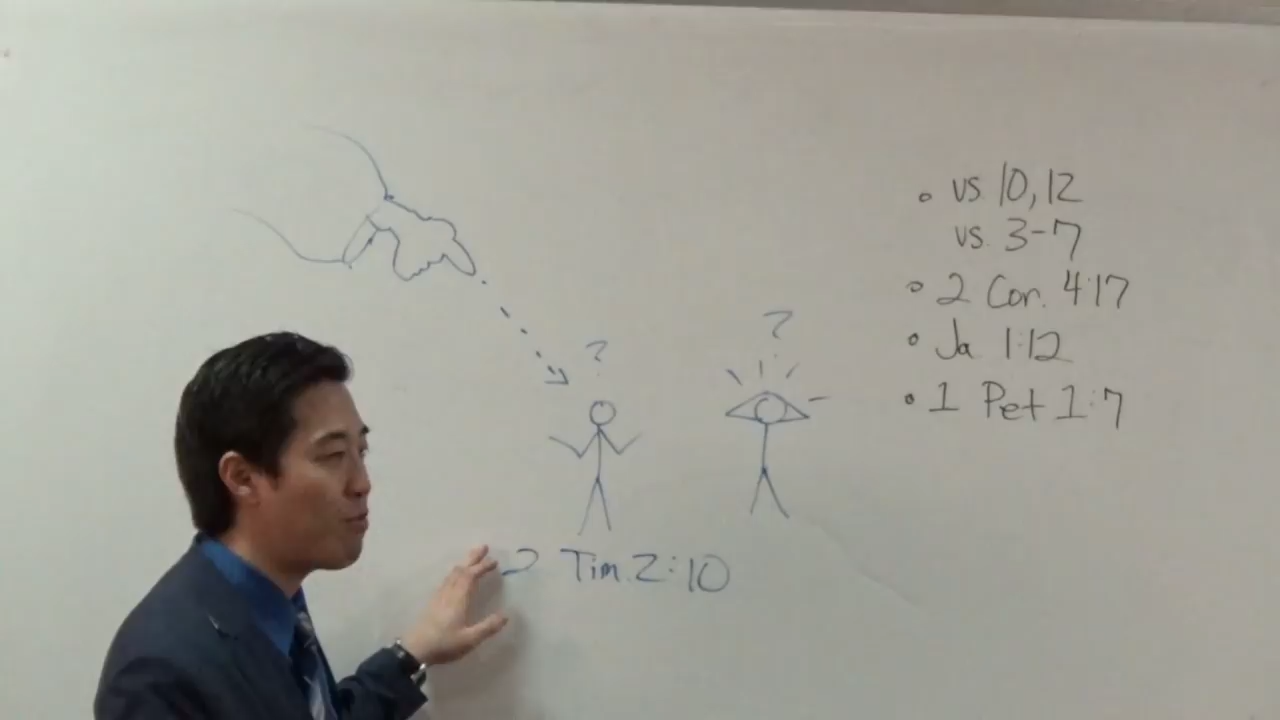 • vs. 10, 12
vs. 3-7
• 2 Cor. 4:17
• Ja 1:12
• 1 Pet 1:7
?
?
2 Tim. 2:10